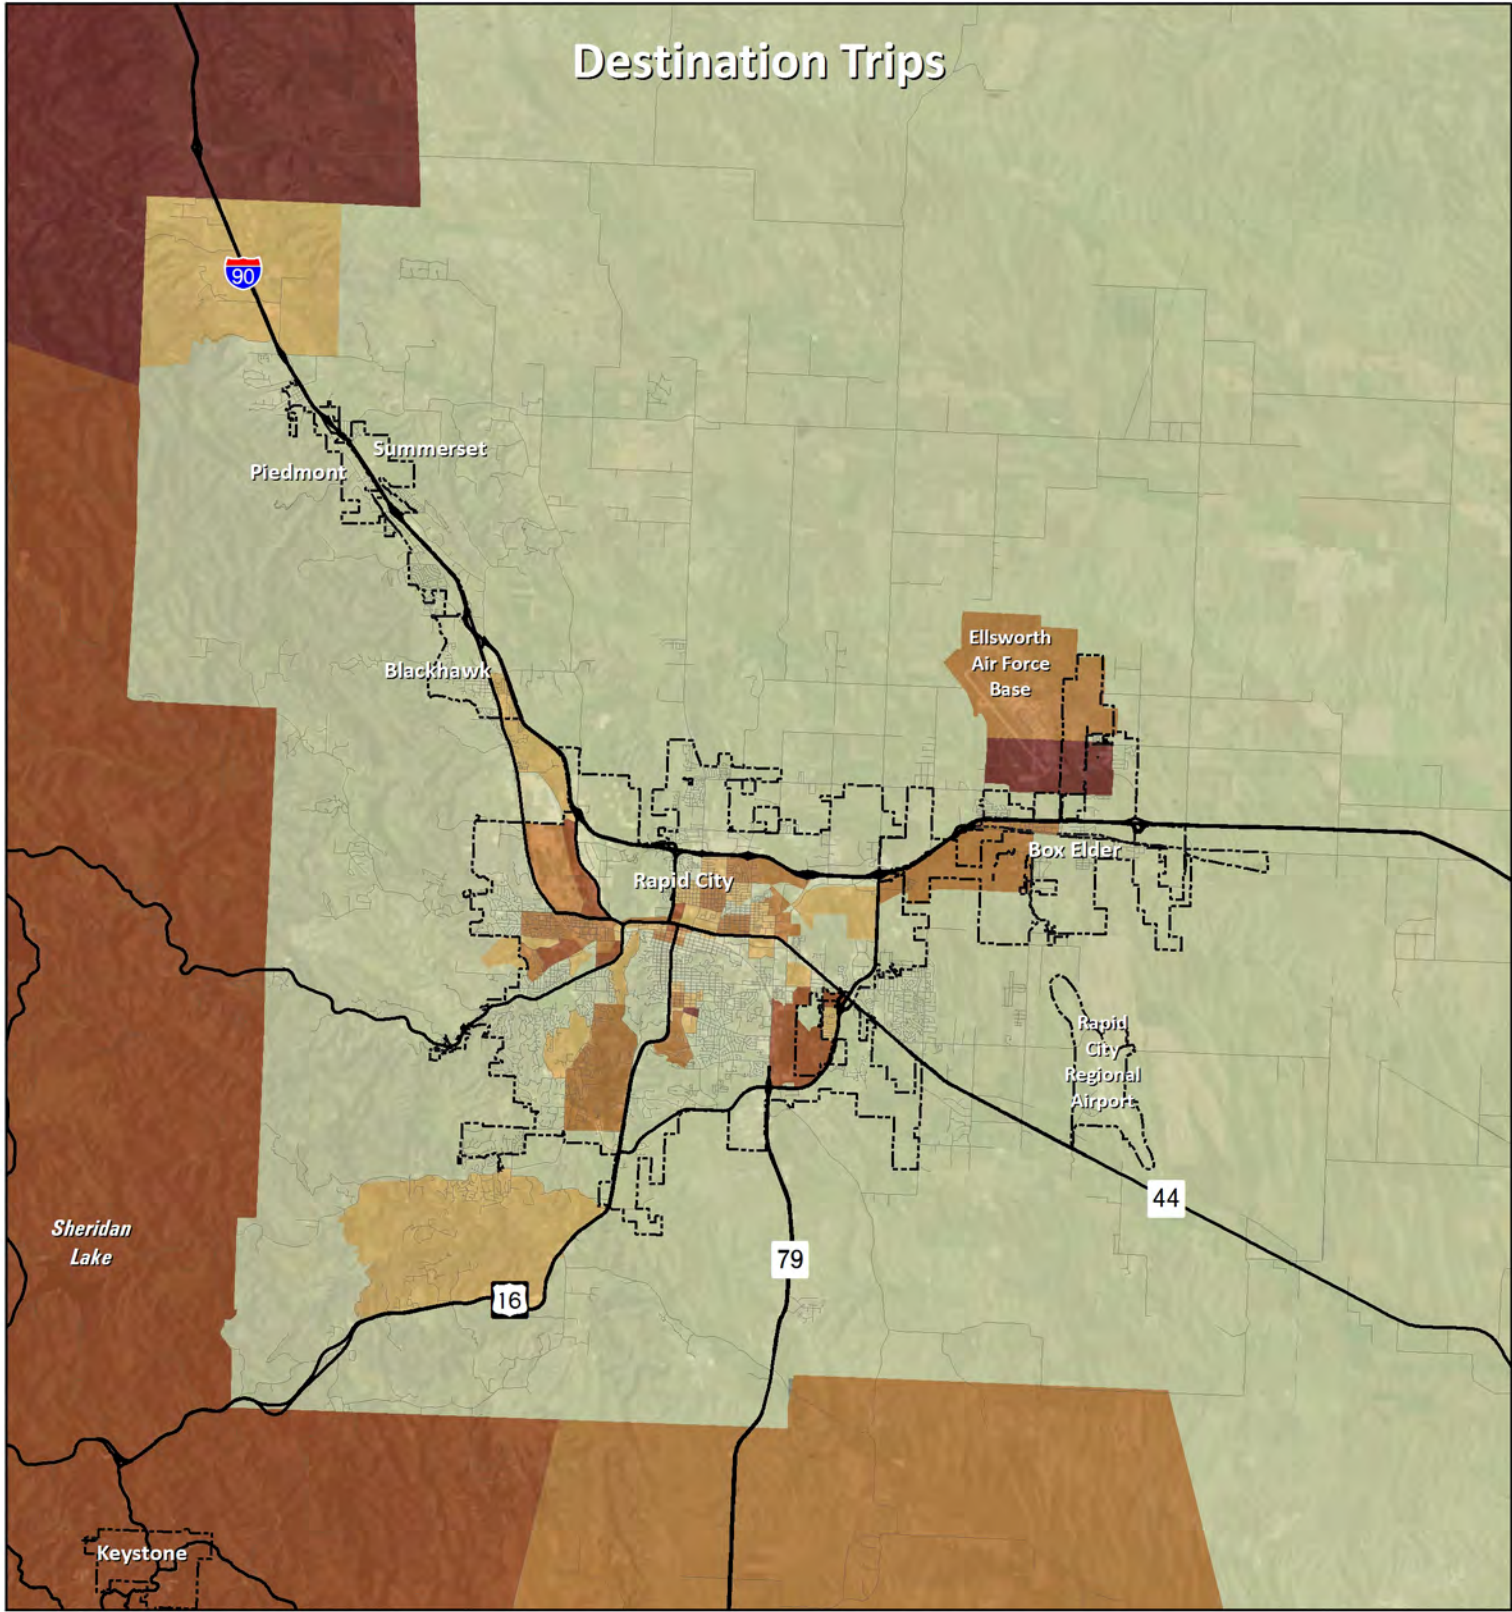 Destination Trips
90
Summerset
Piedmont
Ellsworth
Air Force
Base
Blackhawk
Box Elder
Rapid City
Rapid
City
Regional
Airport
44
Sheridan
Lake
79
16
Keystone